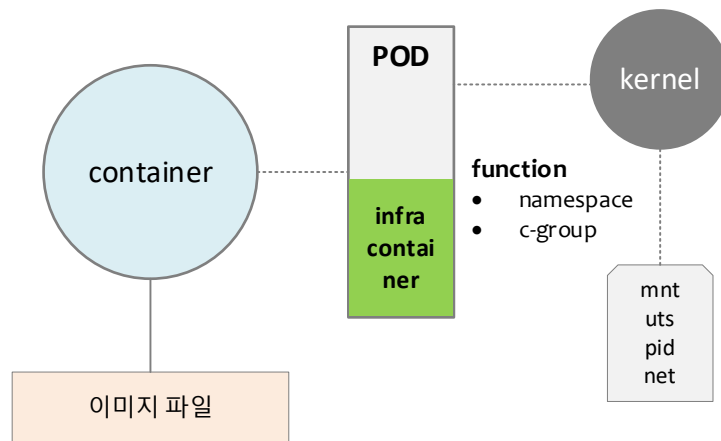 POD
kernel
container
function
• namespace
• c-group
infra
contai
ner
mnt
uts
pid
net
이미지 파일